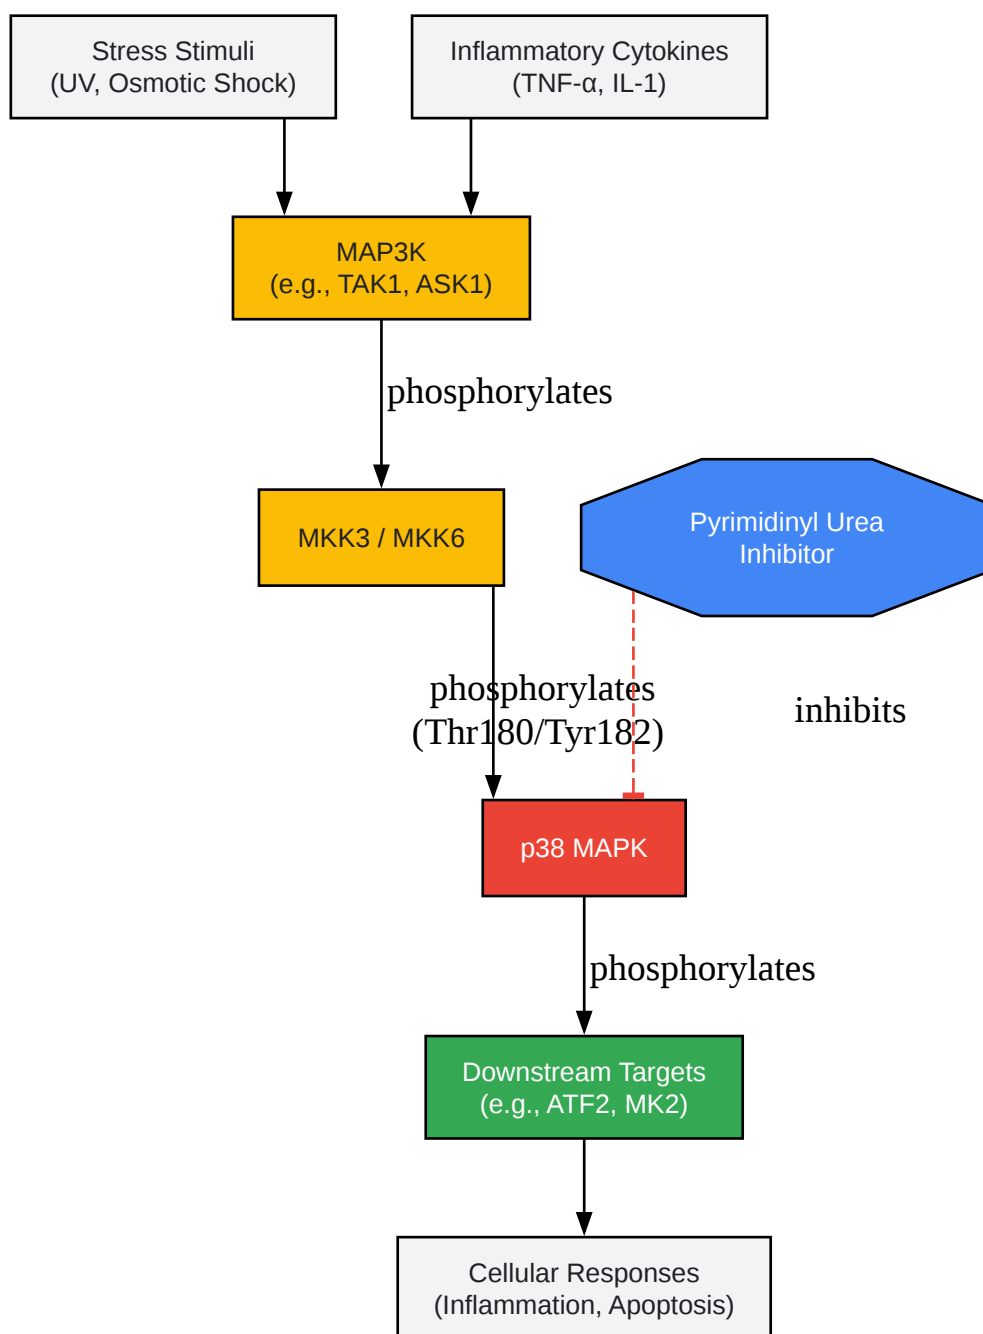 Stress Stimuli
(UV, Osmotic Shock)
Inflammatory Cytokines
(TNF-α, IL-1)
MAP3K
(e.g., TAK1, ASK1)
phosphorylates
MKK3 / MKK6
Pyrimidinyl Urea
Inhibitor
phosphorylates
(Thr180/Tyr182)
inhibits
p38 MAPK
phosphorylates
Downstream Targets
(e.g., ATF2, MK2)
Cellular Responses
(Inflammation, Apoptosis)